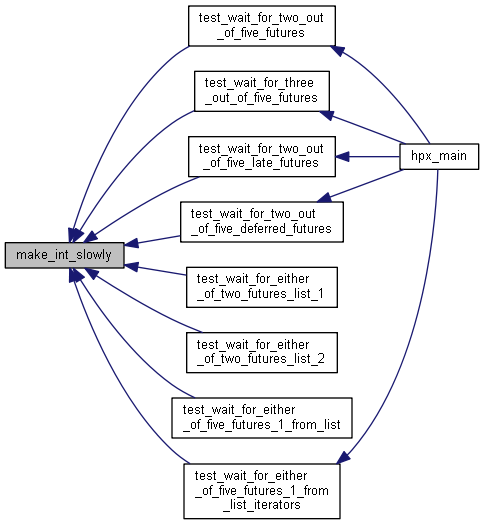 test_wait_for_two_out
_of_five_futures
test_wait_for_three
_out_of_five_futures
test_wait_for_two_out
_of_five_late_futures
hpx_main
test_wait_for_two_out
_of_five_deferred_futures
make_int_slowly
test_wait_for_either
_of_two_futures_list_1
test_wait_for_either
_of_two_futures_list_2
test_wait_for_either
_of_five_futures_1_from_list
test_wait_for_either
_of_five_futures_1_from
_list_iterators